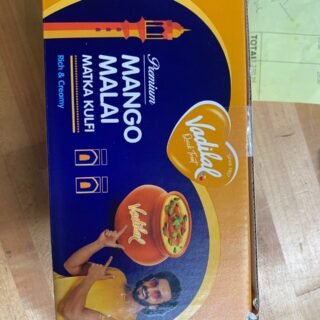 Premium
MANGO
MALAI
MATKA KULFI
Rich & Creamy
Vadilal
Vadilal
TOTAL